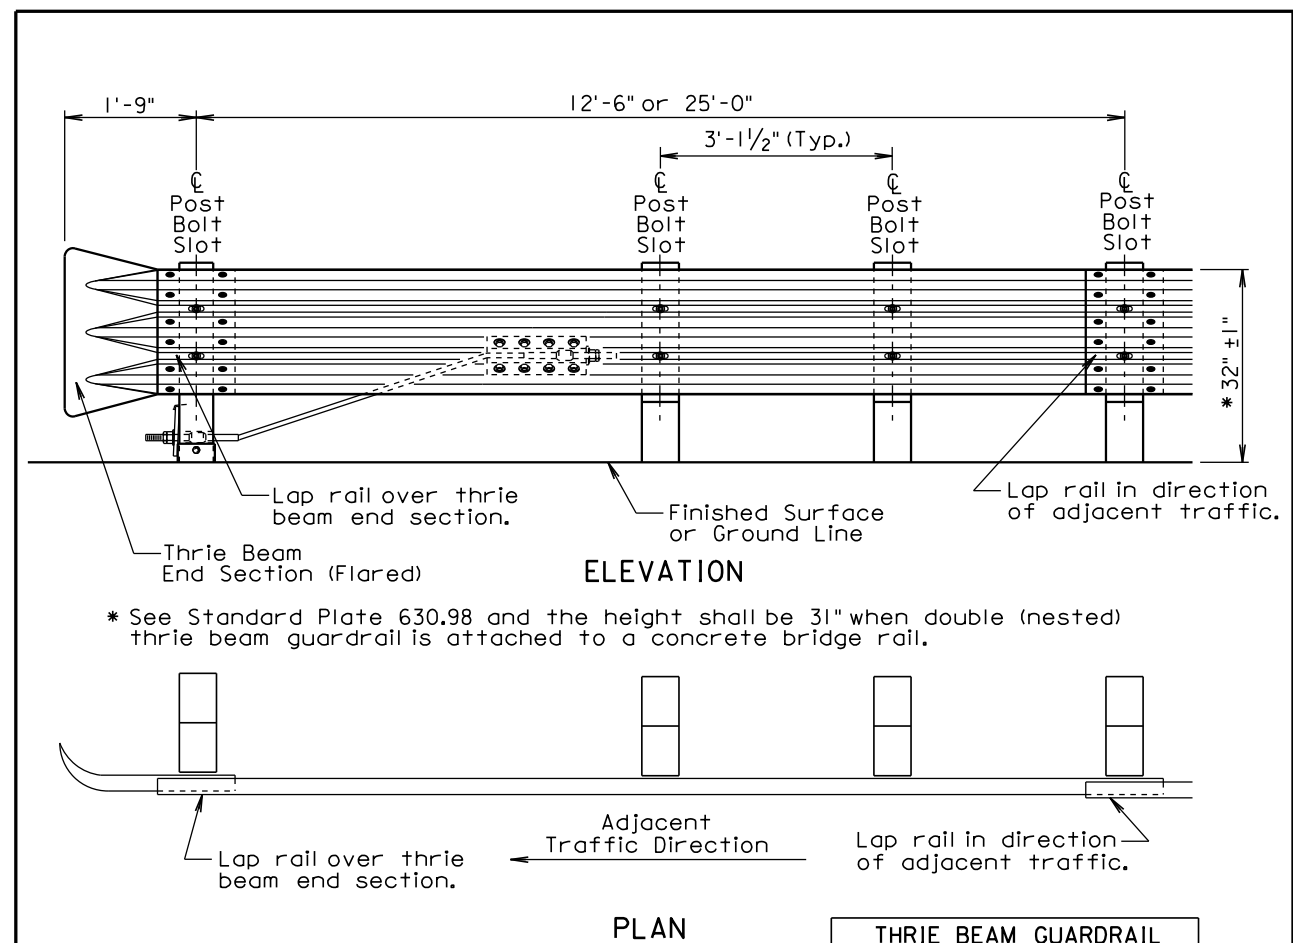 1'-9"
12'-6" or 25'-0"
3'-1 1/2" (Typ.)
℄
Post
Bolt
Slot
℄
Post
Bolt
Slot
℄
Post
Bolt
Slot
℄
Post
Bolt
Slot
* 32" ±1"
Lap rail over thrie
beam end section.
Finished Surface
or Ground Line
Lap rail in direction
of adjacent traffic.
Thrie Beam
End Section (Flared)
ELEVATION
* See Standard Plate 630.98 and the height shall be 31" when double (nested)
thrie beam guardrail is attached to a concrete bridge rail.
Adjacent
Traffic Direction
Lap rail over thrie
beam end section.
Lap rail in direction
of adjacent traffic.
PLAN
THRIE BEAM GUARDRAIL